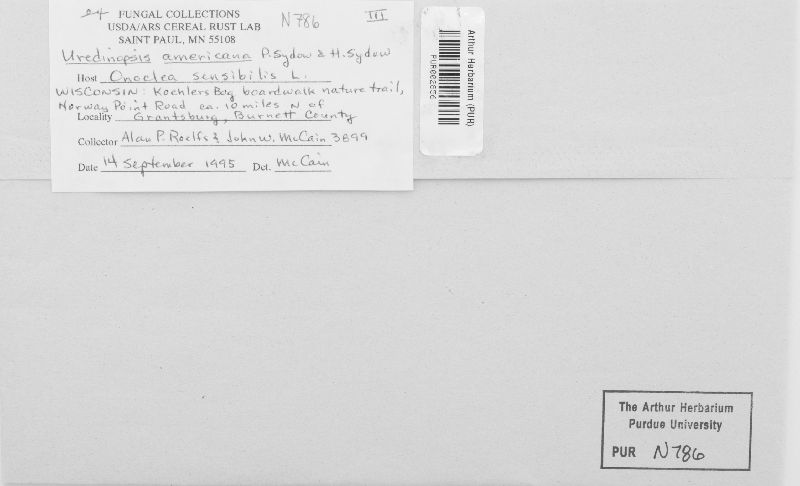 FUNGAL COLLECTIONS N786 III
USDA/ARS CEREAL RUST LAB
SAINT PAUL, MN 55108
Uredinopsis americana P. Sydow & H. Sydow
Host Onoclea sensibilis L.
WISCONSIN: Koehlers Bog boardwalk nature trail,
Norway Point Road ca. 10 miles N of
Locality Grantsburg, Burnett County
Collector Alan P. Roelfs & John W. McCain 3899
Date 14 September 1995 Det. McCain
Arthur Herbarium (PUR)
The Arthur Herbarium
Purdue University
PUR N786